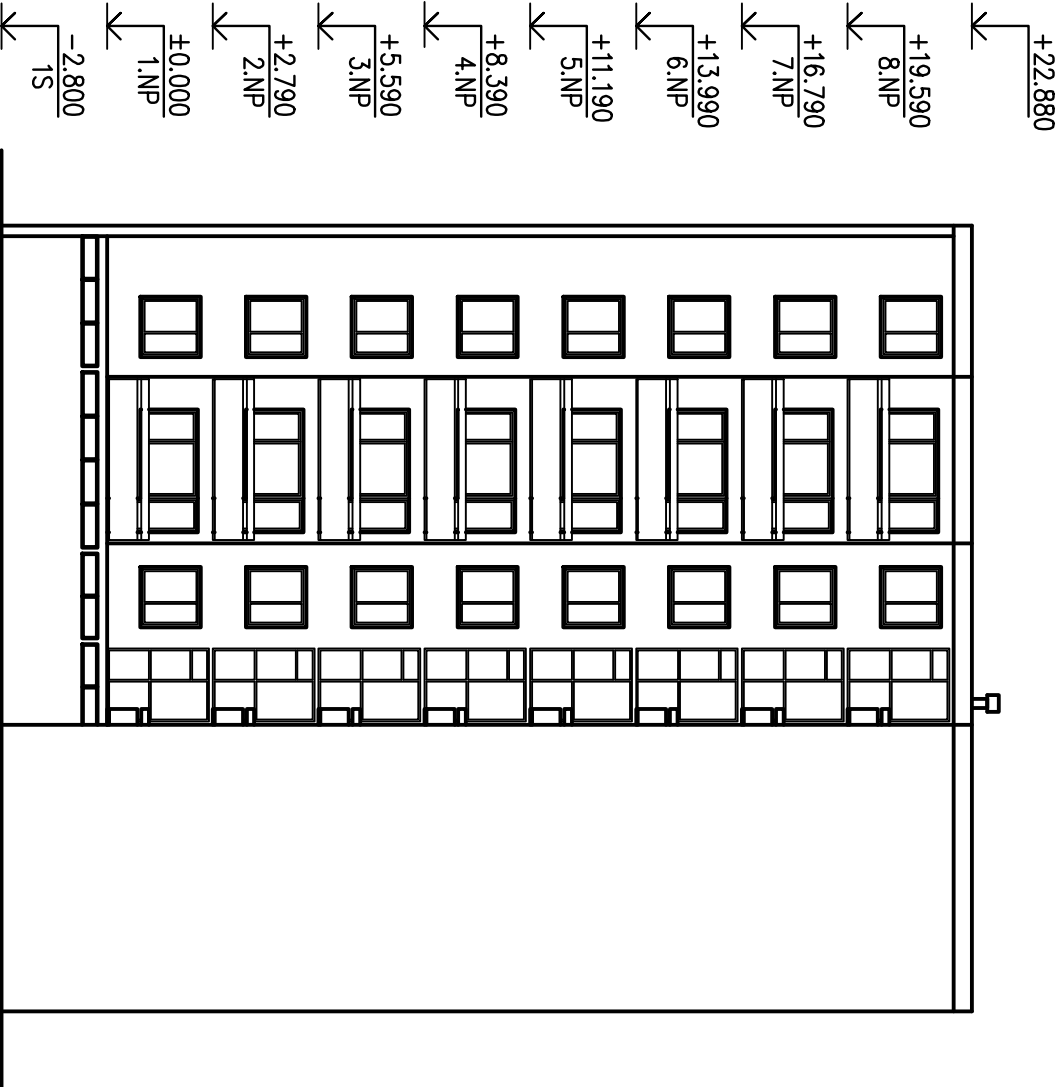 +22.880
+19.590
8.NP
+16.790
7.NP
+13.990
6.NP
+11.190
5.NP
+8.390
4.NP
+5.590
3.NP
+2.790
2.NP
±0.000
1.NP
-2.800
1S